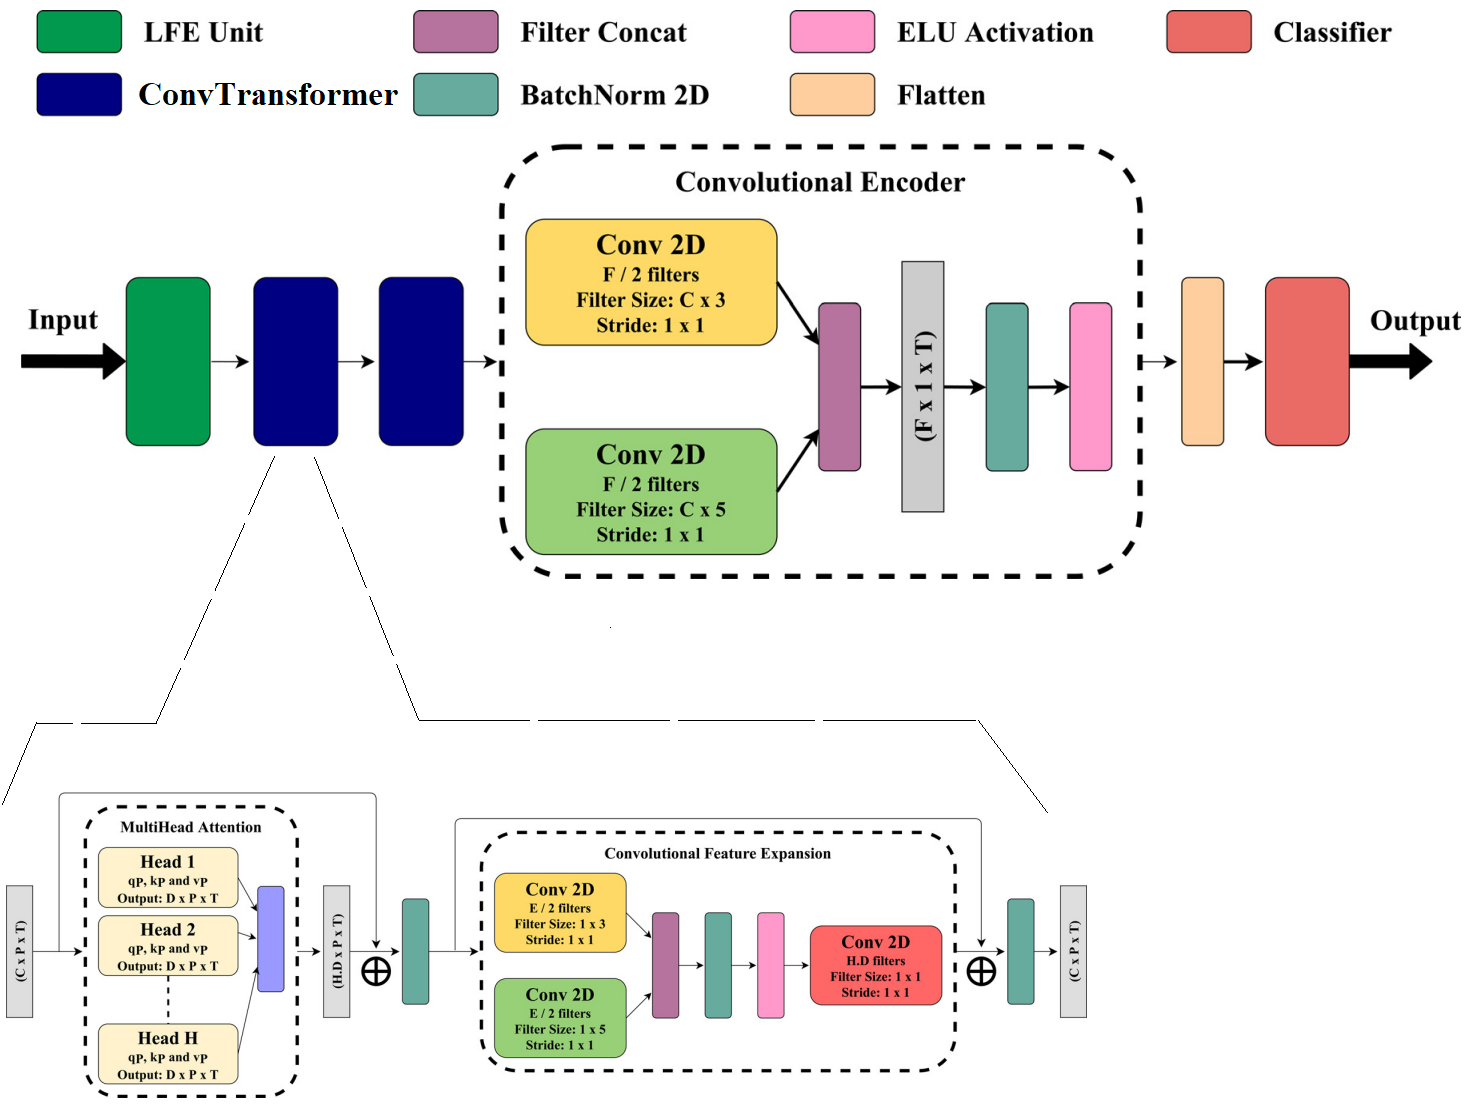 LFE Unit
Filter Concat
ELU Activation
Classifier
ConvTransformer
BatchNorm 2D
Flatten
Convolutional Encoder
Input
Conv 2D
F / 2 filters
Filter Size: C x 3
Stride: 1 x 1
Conv 2D
F / 2 filters
Filter Size: C x 5
Stride: 1 x 1
(F x 1 x T)
Output
(C x P x T)
MultiHead Attention
Head 1
qP, kP and vP
Output: D x P x T
Head 2
qP, kP and vP
Output: D x P x T
Head H
qP, kP and vP
Output: D x P x T
(H.D x P x T)
Convolutional Feature Expansion
Conv 2D
E / 2 filters
Filter Size: 1 x 3
Stride: 1 x 1
Conv 2D
E / 2 filters
Filter Size: 1 x 5
Stride: 1 x 1
Conv 2D
H.D filters
Filter Size: 1 x 1
Stride: 1 x 1
(C x P x T)